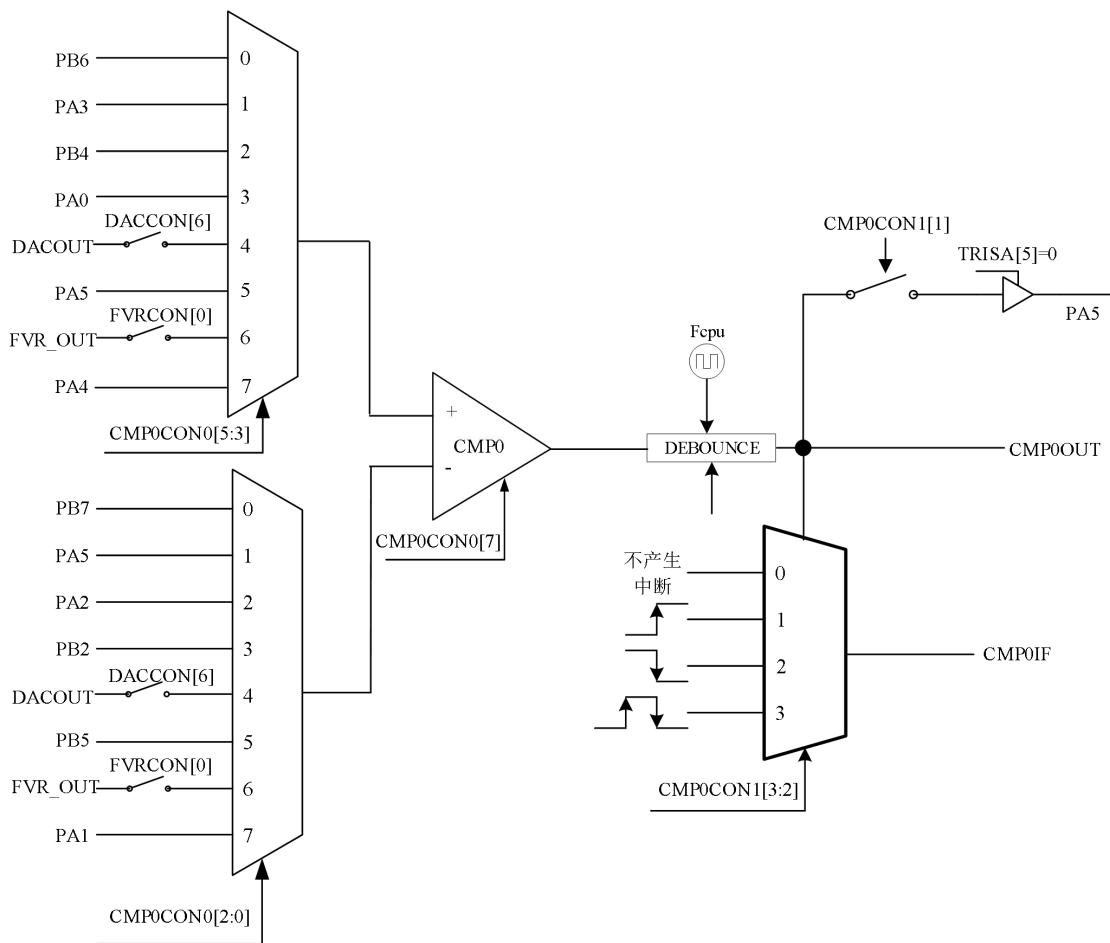 PB6
0
PA3
1
PB4
2
PA0
3
DACCON[6]
DACOUT
4
PA5
5
FVRCON[0]
FVR_OUT
6
PA4
7
CMP0CON0[5:3]
PB7
0
PA5
1
PA2
2
PB2
3
DACCON[6]
DACOUT
4
PB5
5
FVRCON[0]
FVR_OUT
6
PA1
7
CMP0CON0[2:0]
+
CMP0
-
CMP0CON0[7]
Fcpu
DEBOUNCE
CMP0CON1[1]
TRISA[5]=0
PA5
CMP0OUT
不产生
中断
0
1
2
3
CMP0IF
CMP0CON1[3:2]